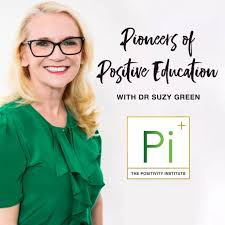 Pioneers of
Positive Education
WITH DR SUZY GREEN
Pi+
THE POSITIVITY INSTITUTE